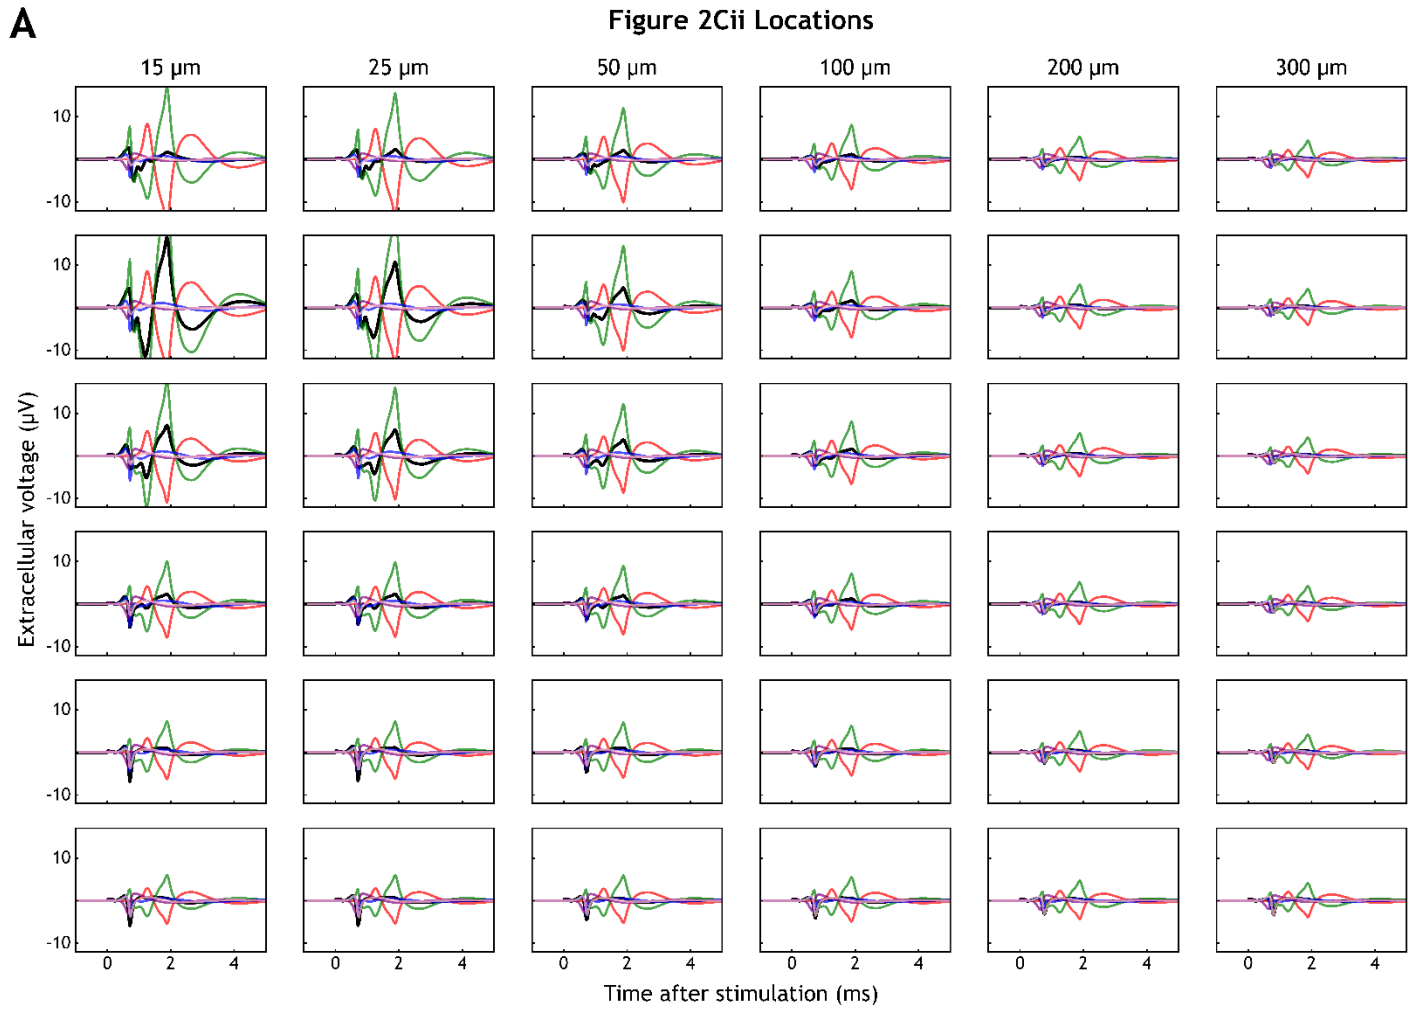 A
Figure 2Cii Locations
15 µm 25 µm 50 µm 100 µm 200 µm 300 µm
10
-10
10
-10
10
-10
10
-10
10
-10
10
-10
0 2 4 0 2 4 0 2 4 0 2 4 0 2 4 0 2 4
Extracellular voltage (µV)
Time after stimulation (ms)